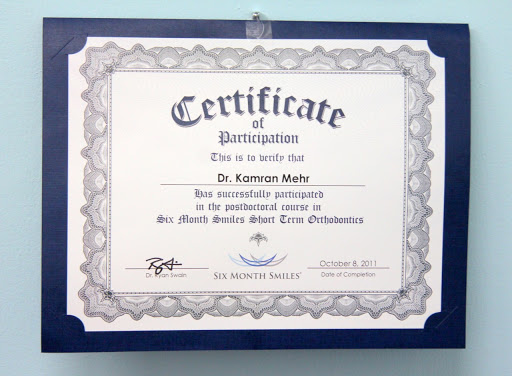 Certificate
of
Participation
This is to verify that
Dr. Kamran Mehr
Has successfully participated
in the postdoctoral course in
Six Month Smiles Short Term Orthodontics
Dr. Ryan Swain
SIX MONTH SMILES®
October 8, 2011
Date of Completion